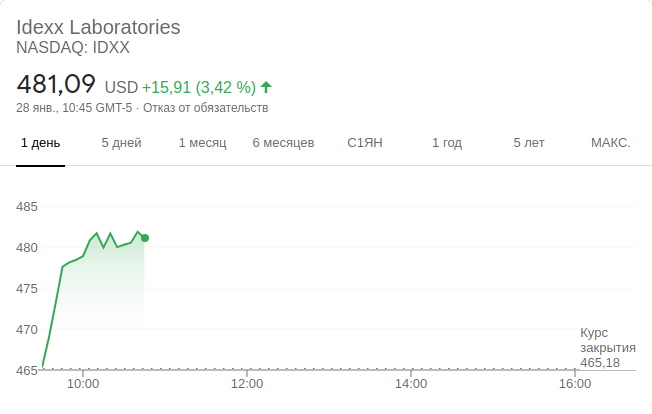 Idexx Laboratories
NASDAQ: IDXX
481,09 USD +15,91 (3,42 %)
28 янв., 10:45 GMT-5 · Отказ от обязательств
1 день 5 дней 1 месяц 6 месяцев С1ЯН 1 год 5 лет МАКС.
485
480
475
470
465
Курс
закрытия
465,18
10:00 12:00 14:00 16:00